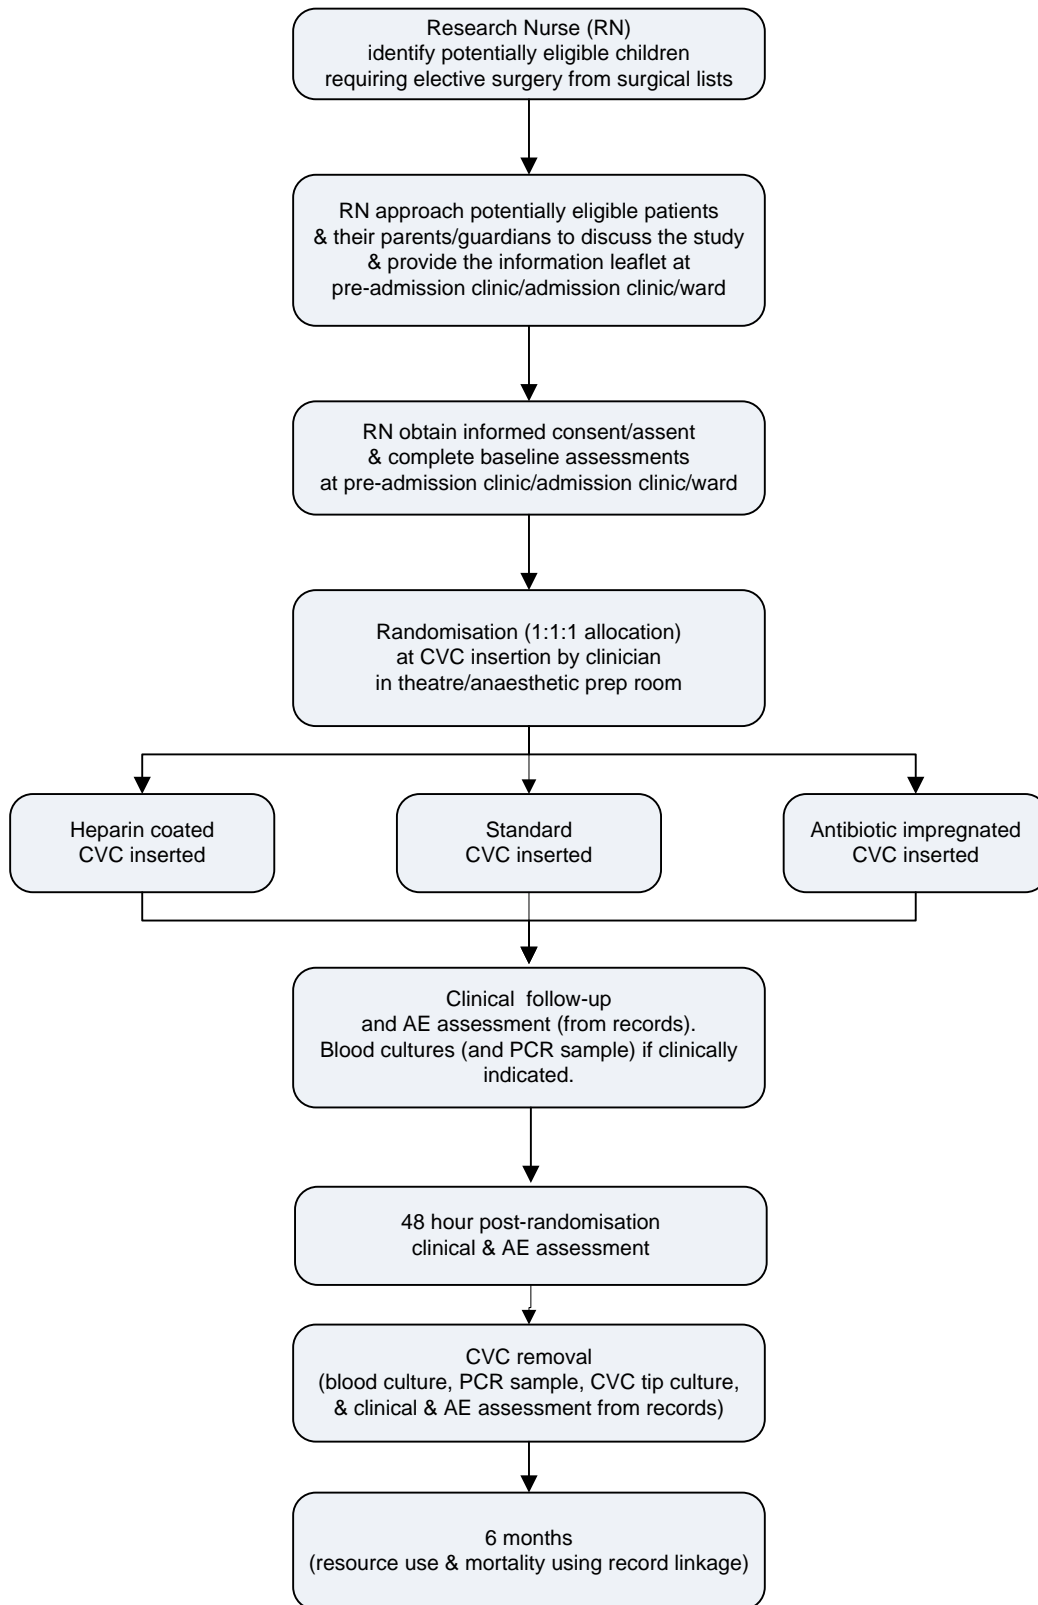 Research Nurse (RN)
identify potentially eligible children
requiring elective surgery from surgical lists
RN approach potentially eligible patients
& their parents/guardians to discuss the study
& provide the information leaflet at
pre-admission clinic/admission clinic/ward
RN obtain informed consent/assent
& complete baseline assessments
at pre-admission clinic/admission clinic/ward
Randomisation (1:1:1 allocation)
at CVC insertion by clinician
in theatre/anaesthetic prep room
Heparin coated
CVC inserted
Standard
CVC inserted
Antibiotic impregnated
CVC inserted
Clinical follow-up
and AE assessment (from records).
Blood cultures (and PCR sample) if clinically
indicated.
48 hour post-randomisation
clinical & AE assessment
CVC removal
(blood culture, PCR sample, CVC tip culture,
& clinical & AE assessment from records)
6 months
(resource use & mortality using record linkage)